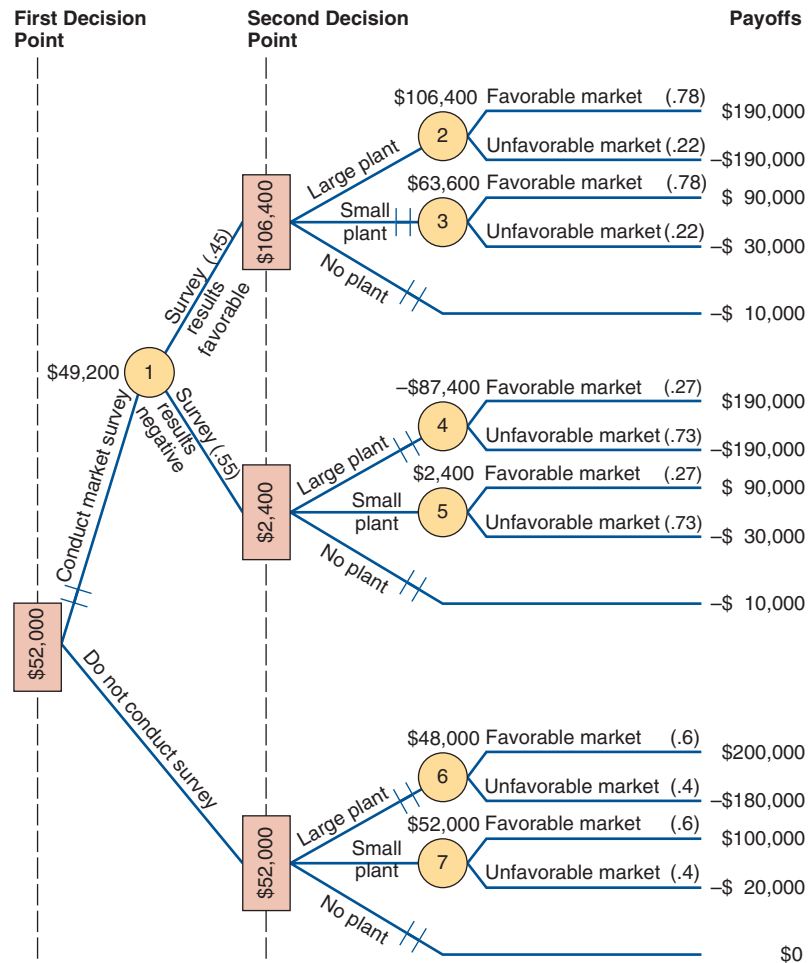 First Decision
Point
Second Decision
Point
Payoffs
$106,400 Favorable market (.78)
$190,000
2
Unfavorable market (.22)
–$190,000
Large plant
$63,600 Favorable market (.78)
$ 90,000
Small
plant
3
Unfavorable market (.22)
–$ 30,000
$106,400
No plant
–$ 10,000
Survey (.45)
results
favorable
$49,200
1
Survey (.55)
results
negative
–$87,400 Favorable market (.27)
$190,000
4
Unfavorable market (.73)
–$190,000
Large plant
$2,400 Favorable market (.27)
$ 90,000
Small
plant
5
Unfavorable market (.73)
–$ 30,000
$2,400
No plant
–$ 10,000
Conduct market survey
$52,000
Do not conduct survey
$48,000 Favorable market (.6)
$200,000
6
Unfavorable market (.4)
–$180,000
Large plant
$52,000 Favorable market (.6)
$100,000
Small
plant
7
Unfavorable market (.4)
–$ 20,000
$52,000
No plant
$0